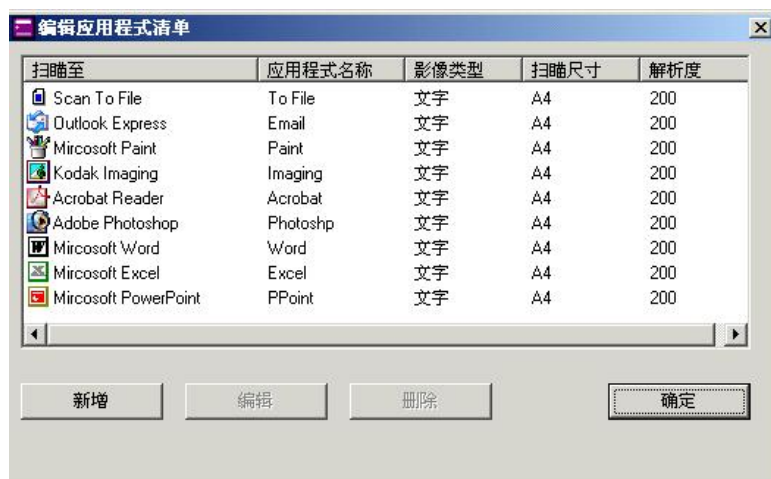 编辑应用程式清单
扫瞄至 应用程式名称 影像类型 扫瞄尺寸 解析度
Scan To File To File 文字 A4 200
Outlook Express Email 文字 A4 200
Mircosoft Paint Paint 文字 A4 200
Kodak Imaging Imaging 文字 A4 200
Acrobat Reader Acrobat 文字 A4 200
Adobe Photoshop Photoshp 文字 A4 200
Mircosoft Word Word 文字 A4 200
Mircosoft Excel Excel 文字 A4 200
Mircosoft PowerPoint PPoint 文字 A4 200
新增 编辑 删除 确定